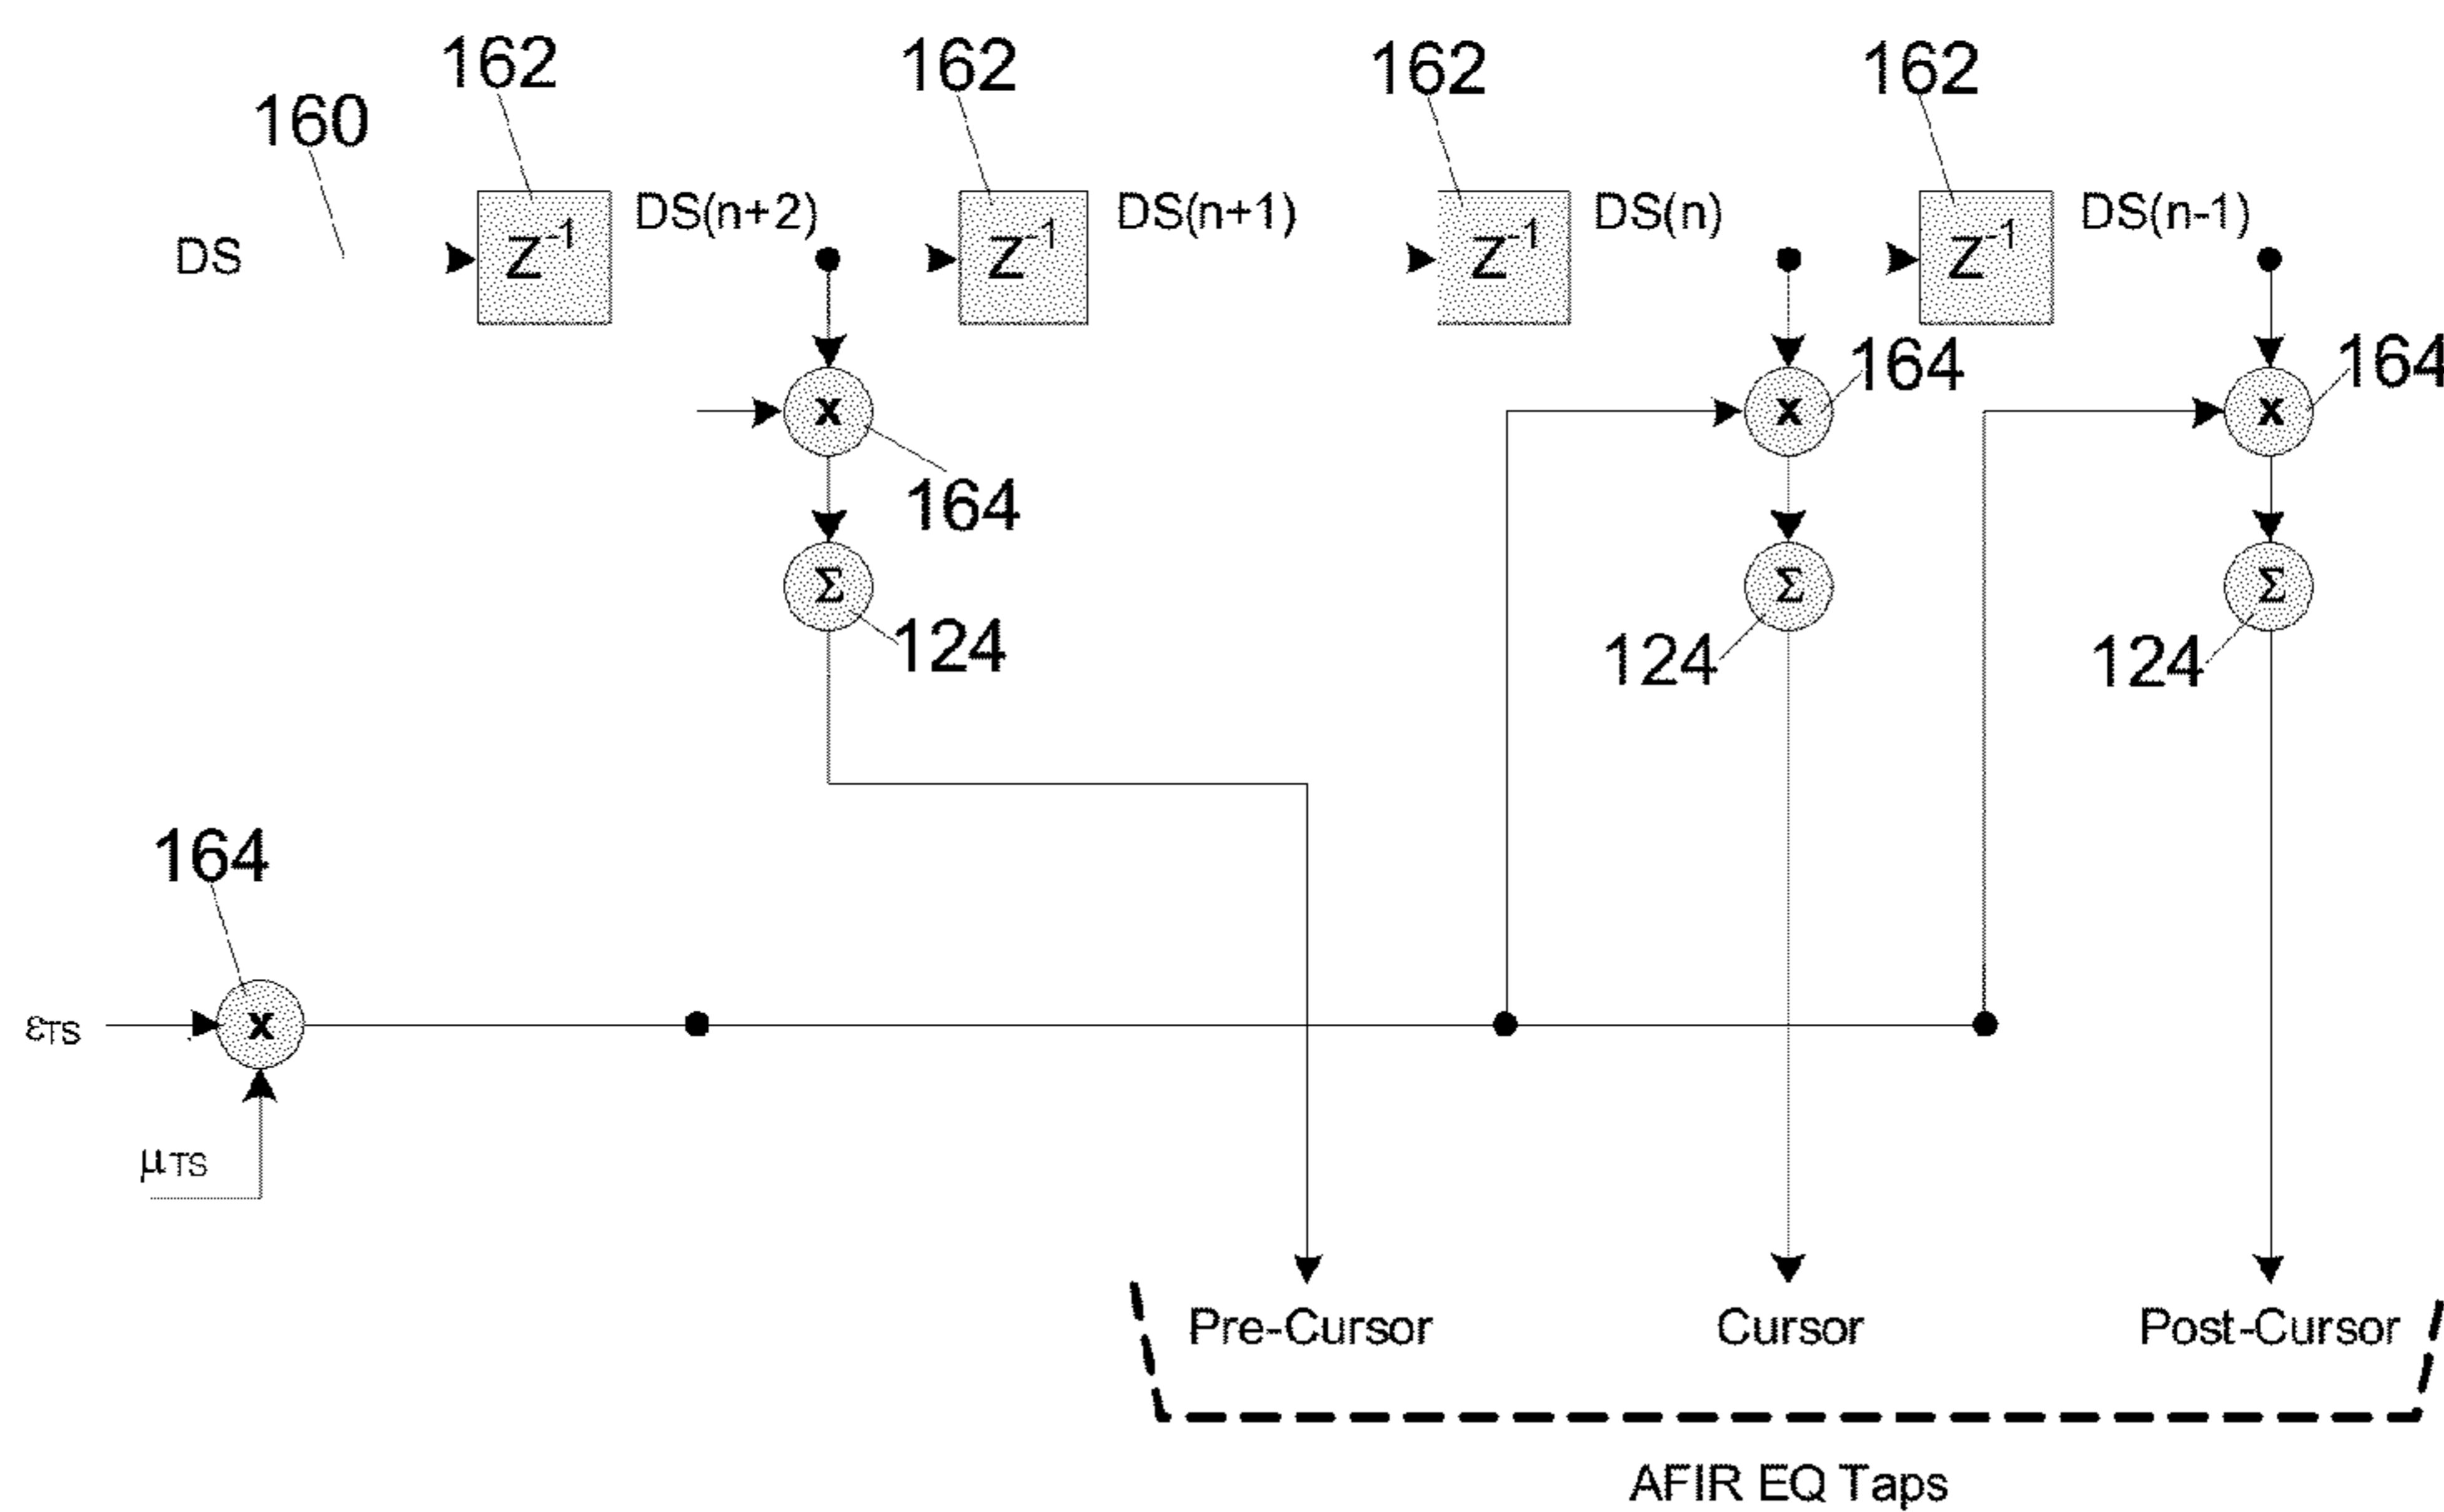 162 162 162 162
160
DS Z⁻¹ DS(n+2) Z⁻¹ DS(n+1) Z⁻¹ DS(n) Z⁻¹ DS(n-1)
x 164 x 164 x 164
Σ 124 Σ 124 Σ 124
164
εTS x
μTS
Pre-Cursor Cursor Post-Cursor
AFIR EQ Taps